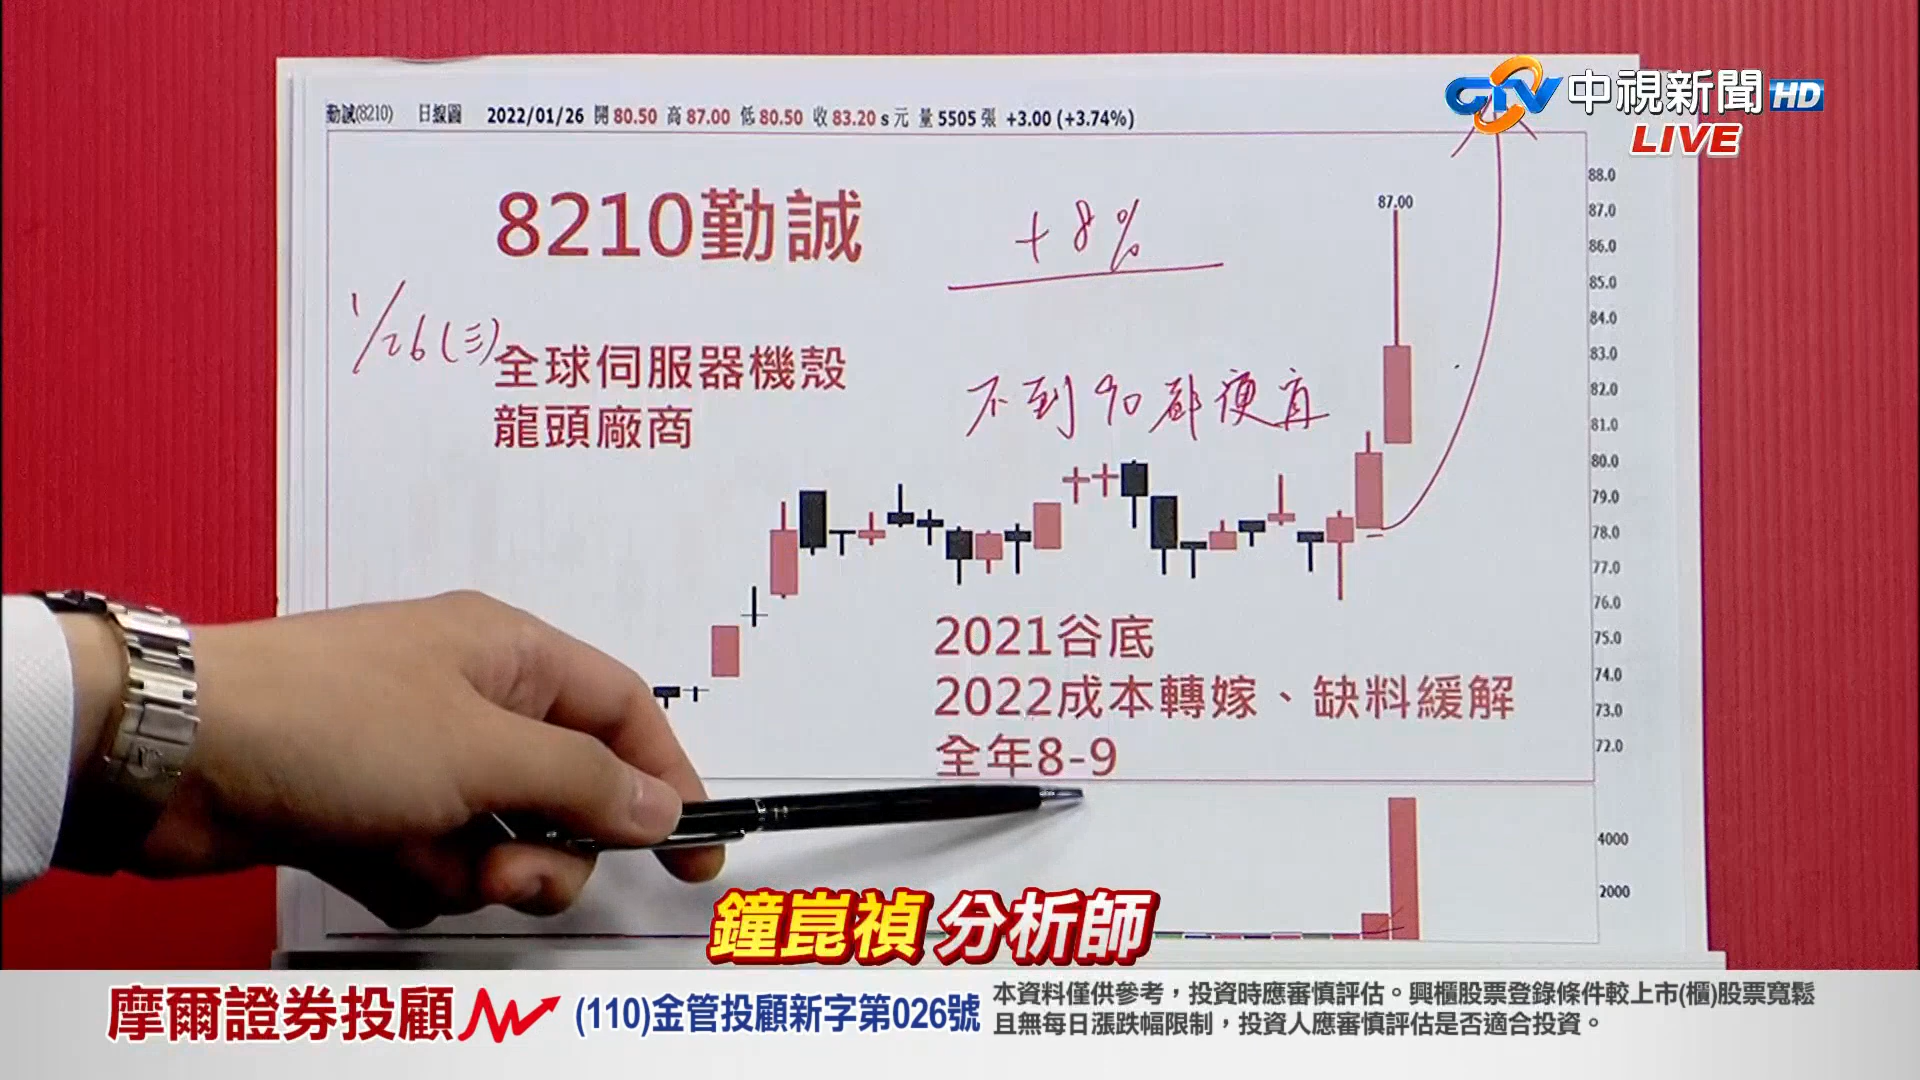 勤誠(8210) 日線圖 2022/01/26 開 80.50 高 87.00 低 80.50 收 83.20 s 元 量 5505 張 +3.00 (+3.74%)
CTV 中視新聞 HD
LIVE
8210勤誠
+8%
87.00
1/26(三)
全球伺服器機殼
龍頭廠商
不到90都便宜
88.0
87.0
86.0
85.0
84.0
83.0
82.0
81.0
80.0
79.0
78.0
77.0
76.0
75.0
74.0
73.0
72.0
2021谷底
2022成本轉嫁、缺料緩解
全年8-9
4000
2000
鐘崑禎 分析師
摩爾證券投顧 (110)金管投顧新字第026號
本資料僅供參考，投資時應審慎評估。興櫃股票登錄條件較上市(櫃)股票寬鬆
且無每日漲跌幅限制，投資人應審慎評估是否適合投資。